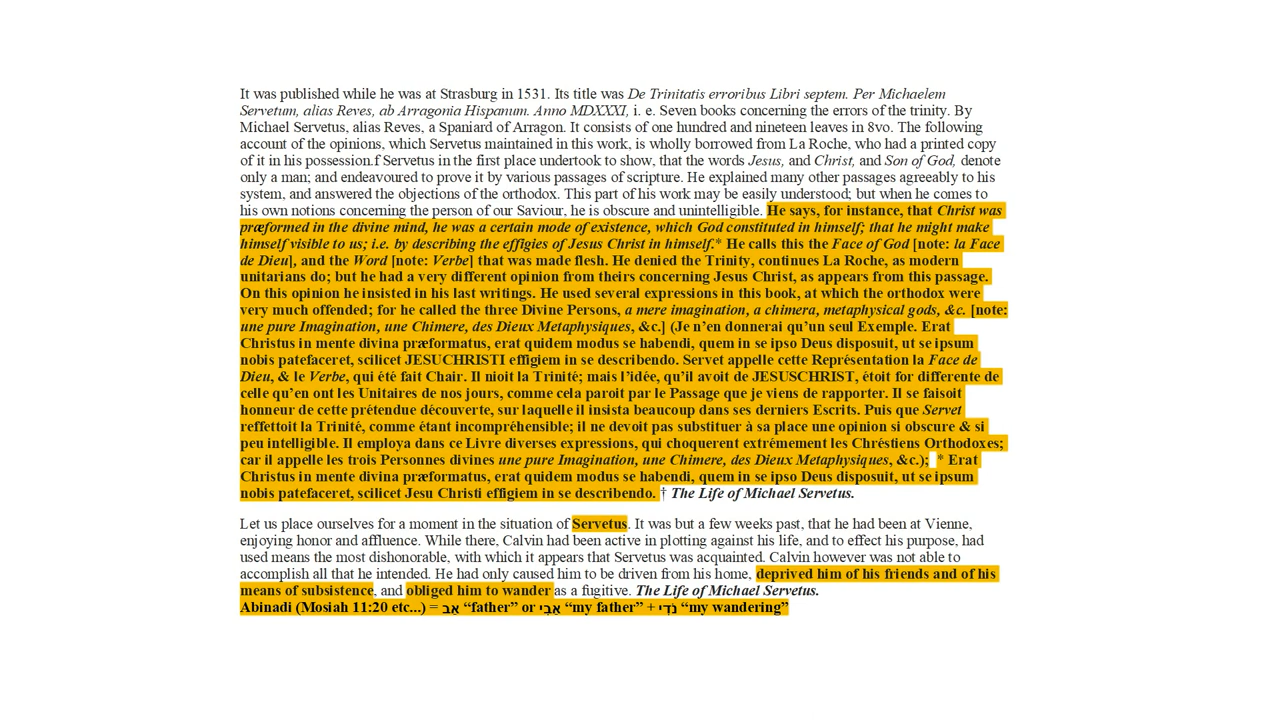 It was published while he was at Strasburg in 1531. Its title was De Trinitatis erroribus Libri septem. Per Michaelem
Servetum, alias Reves, ab Arragonia Hispanum. Anno MDXXXI, i. e. Seven books concerning the errors of the trinity. By
Michael Servetus, alias Reves, a Spaniard of Arragon. It consists of one hundred and nineteen leaves in 8vo. The following
account of the opinions, which Servetus maintained in this work, is wholly borrowed from La Roche, who had a printed copy
of it in his possession.f Servetus in the first place undertook to show, that the words Jesus, and Christ, and Son of God, denote
only a man; and endeavoured to prove it by various passages of scripture. He explained many other passages agreeably to his
system, and answered the objections of the orthodox. This part of his work may be easily understood; but when he comes to
his own notions concerning the person of our Saviour, he is obscure and unintelligible. He says, for instance, that Christ was
præformed in the divine mind, he was a certain mode of existence, which God constituted in himself; that he might make
himself visible to us; i.e. by describing the effigies of Jesus Christ in himself.* He calls this the Face of God [note: la Face
de Dieu], and the Word [note: Verbe] that was made flesh. He denied the Trinity, continues La Roche, as modern
unitarians do; but he had a very different opinion from theirs concerning Jesus Christ, as appears from this passage.
On this opinion he insisted in his last writings. He used several expressions in this book, at which the orthodox were
very much offended; for he called the three Divine Persons, a mere imagination, a chimera, metaphysical gods, &c. [note:
une pure Imagination, une Chimere, des Dieux Metaphysiques, &c.] (Je n’en donnerai qu’un seul Exemple. Erat
Christus in mente divina præformatus, erat quidem modus se habendi, quem in se ipso Deus disposuit, ut se ipsum
nobis patefaceret, scilicet JESUCHRISTI effigiem in se describendo. Servet appelle cette Représentation la Face de
Dieu, & le Verbe, qui été fait Chair. Il nioit la Trinité; mais l’idée, qu’il avoit de JESUSCHRIST, étoit for differente de
celle qu’en ont les Unitaires de nos jours, comme cela paroit par le Passage que je viens de rapporter. Il se faisoit
honneur de cette prétendue découverte, sur laquelle il insista beaucoup dans ses derniers Escrits. Puis que Servet
reffettoit la Trinité, comme étant incompréhensible; il ne devoit pas substituer à sa place une opinion si obscure & si
peu intelligible. Il employa dans ce Livre diverses expressions, qui choquerent extrémement les Chréstiens Orthodoxes;
car il appelle les trois Personnes divines une pure Imagination, une Chimere, des Dieux Metaphysiques, &c.); * Erat
Christus in mente divina præformatus, erat quidem modus se habendi, quem in se ipso Deus disposuit, ut se ipsum
nobis patefaceret, scilicet Jesu Christi effigiem in se describendo. † The Life of Michael Servetus.
Let us place ourselves for a moment in the situation of Servetus. It was but a few weeks past, that he had been at Vienne,
enjoying honor and affluence. While there, Calvin had been active in plotting against his life, and to effect his purpose, had
used means the most dishonorable, with which it appears that Servetus was acquainted. Calvin however was not able to
accomplish all that he intended. He had only caused him to be driven from his home, deprived him of his friends and of his
means of subsistence, and obliged him to wander as a fugitive. The Life of Michael Servetus.
Abinadi (Mosiah 11:20 etc...) = אַב “father” or אֲבִי “my father” + נָדִי “my wandering”